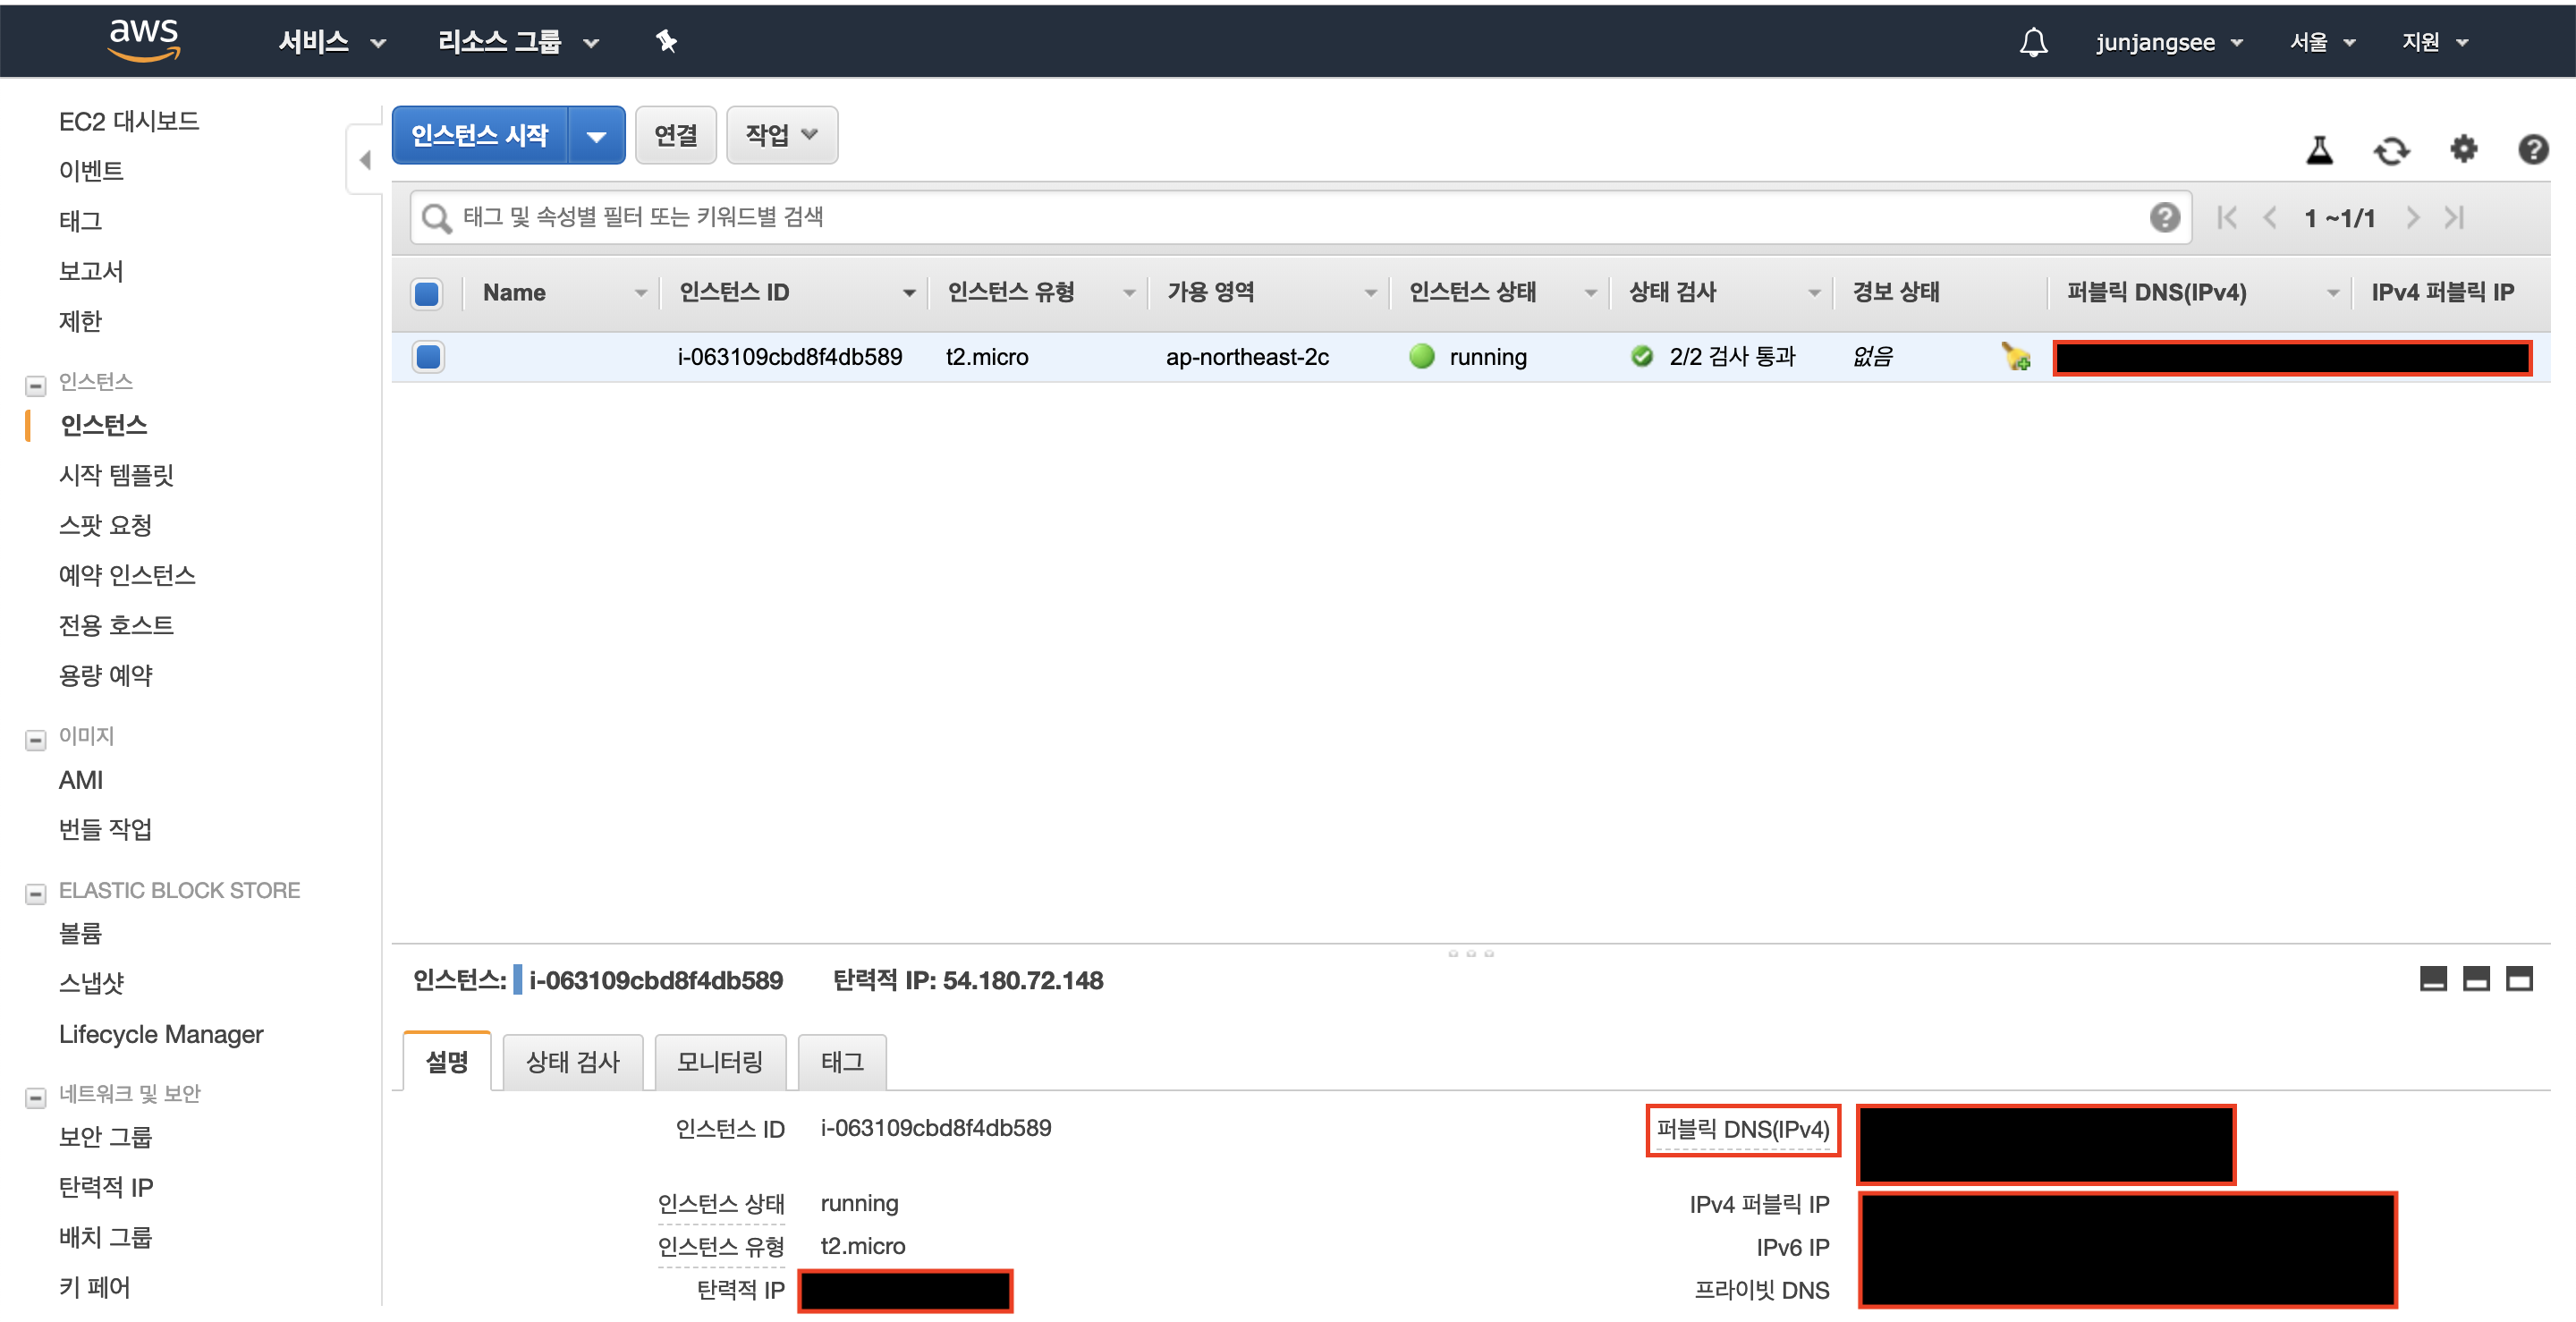 aws 서비스 리소스 그룹 junjangsee 서울 지원
EC2 대시보드
이벤트
태그
보고서
제한
인스턴스
인스턴스
시작 템플릿
스팟 요청
예약 인스턴스
전용 호스트
용량 예약
이미지
AMI
번들 작업
ELASTIC BLOCK STORE
볼륨
스냅샷
Lifecycle Manager
네트워크 및 보안
보안 그룹
탄력적 IP
배치 그룹
키 페어
인스턴스 시작 연결 작업
태그 및 속성별 필터 또는 키워드별 검색 1 ~1/1
Name 인스턴스 ID 인스턴스 유형 가용 영역 인스턴스 상태 상태 검사 경보 상태 퍼블릭 DNS(IPv4) IPv4 퍼블릭 IP
i-063109cbd8f4db589 t2.micro ap-northeast-2c running 2/2 검사 통과 없음
인스턴스: i-063109cbd8f4db589 탄력적 IP: 54.180.72.148
설명 상태 검사 모니터링 태그
인스턴스 ID i-063109cbd8f4db589 퍼블릭 DNS(IPv4)
인스턴스 상태 running IPv4 퍼블릭 IP
인스턴스 유형 t2.micro IPv6 IP
탄력적 IP 프라이빗 DNS